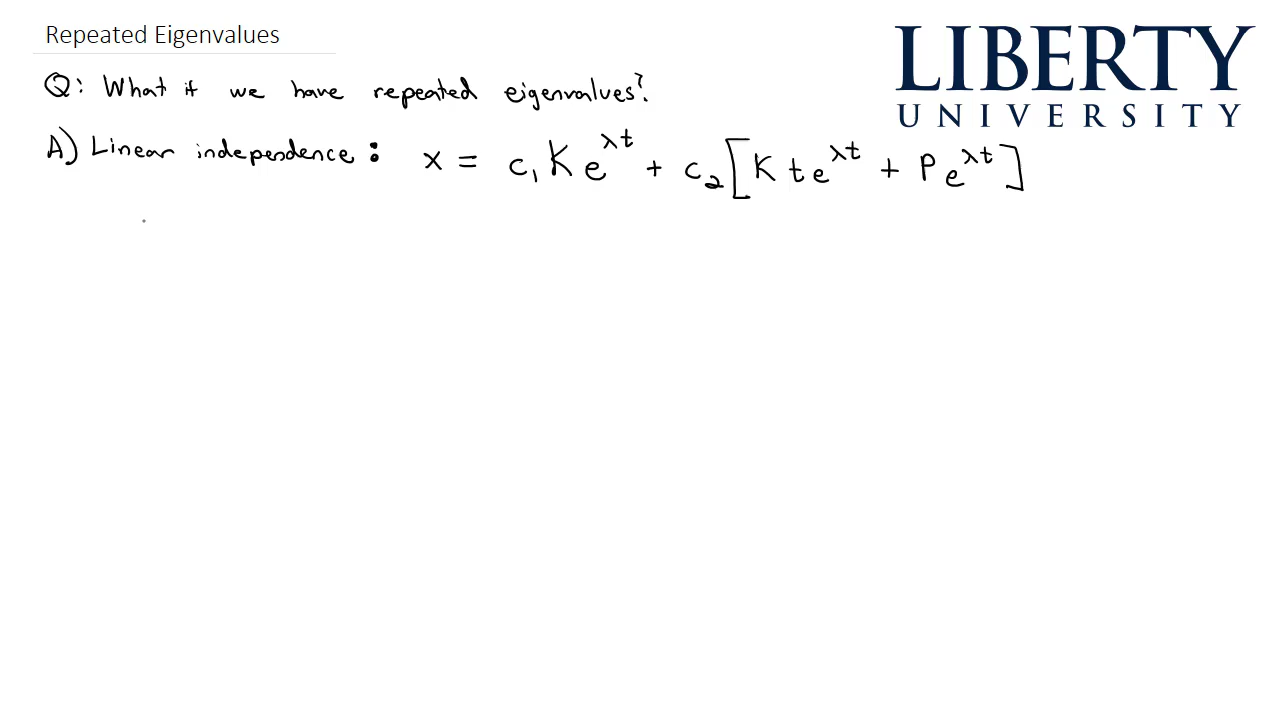 Repeated Eigenvalues
LIBERTY
UNIVERSITY
Q: What if we have repeated eigenvalues?
A) Linear independence: x = c₁Ke^{λt} + c₂[Kte^{λt} + Pe^{λt}]